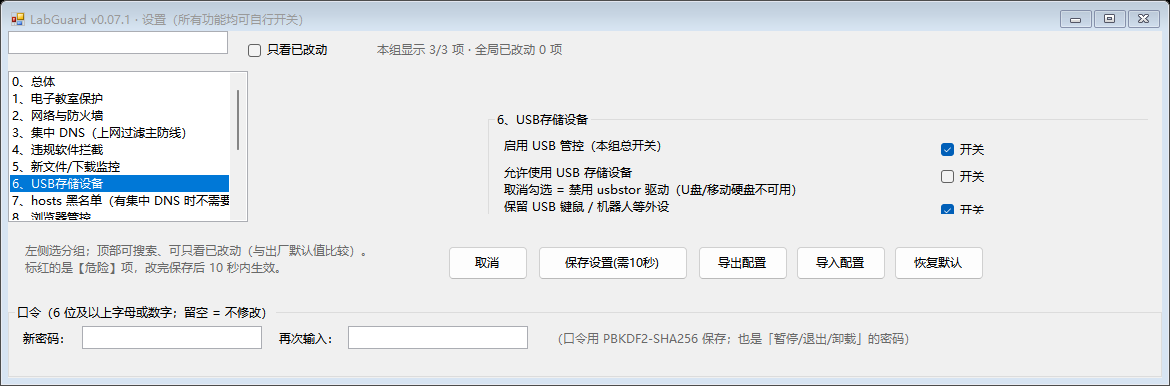 LabGuard v0.07.1 · 设置（所有功能均可自行开关）
只看已改动 本组显示 3/3 项 · 全局已改动 0 项
0、总体
1、电子教室保护
2、网络与防火墙
3、集中 DNS（上网过滤主防线）
4、违规软件拦截
5、新文件/下载监控
6、USB存储设备
7、hosts 黑名单（有集中 DNS 时不需要
8、浏览器管控
6、USB存储设备
启用 USB 管控（本组总开关） 开关
允许使用 USB 存储设备 开关
取消勾选 = 禁用 usbstor 驱动（U盘/移动硬盘不可用）
保留 USB 键鼠 / 机器人等外设 开关
左侧选分组；顶部可搜索、可只看已改动（与出厂默认值比较）。
标红的是【危险】项，改完保存后 10 秒内生效。
取消 保存设置(需10秒) 导出配置 导入配置 恢复默认
口令（6 位及以上字母或数字；留空 = 不修改）
新密码： 再次输入： （口令用 PBKDF2-SHA256 保存；也是「暂停/退出/卸载」的密码）